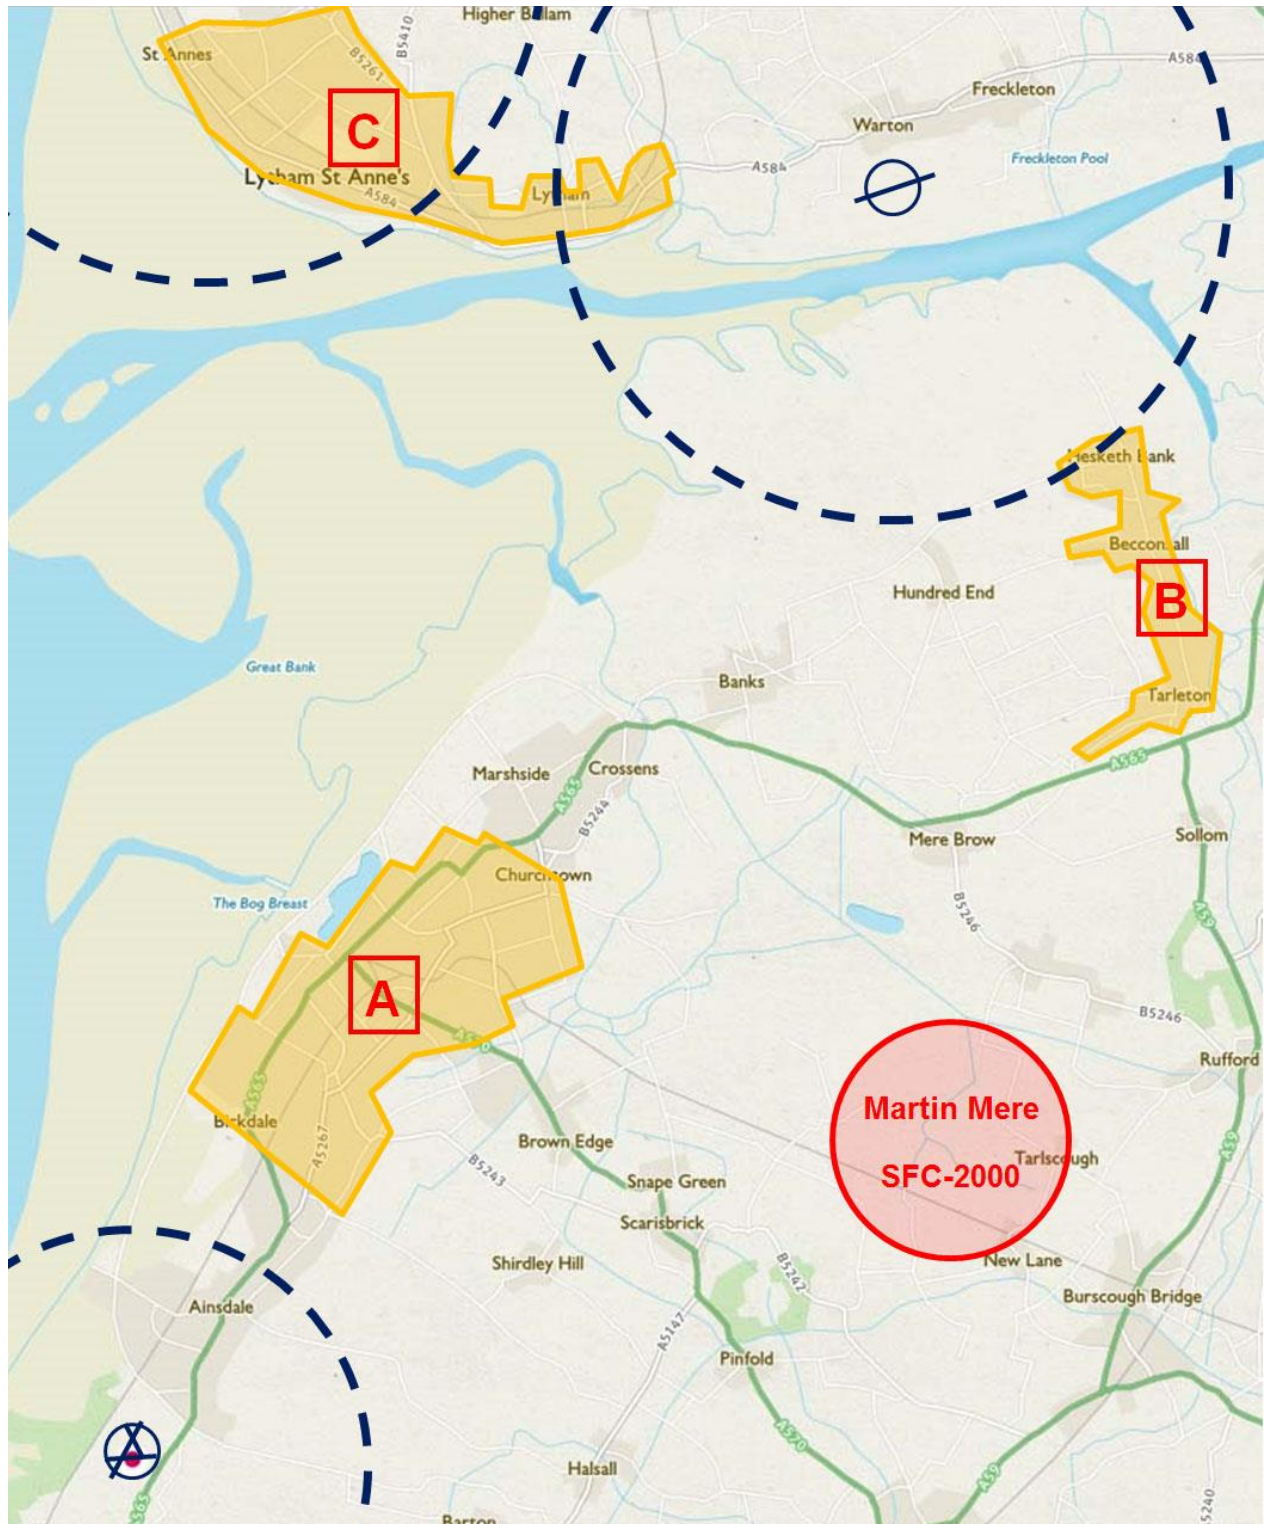 Higher Ballam
B5410
St Annes
B5261
A584
Freckleton
C
Warton
Freckleton Pool
A584
Lytham St Anne's
A584
Lytham
Hesketh Bank
Becconsall
Hundred End
B
Great Bank
Banks
Tarleton
A565
Marshside
Crossens
A565
B5244
Mere Brow
Sollom
Churchtown
The Bog Breast
B5246
A59
A
B5246
A570
Rufford
A565
Martin Mere
SFC-2000
Birkdale
A5267
Brown Edge
Tarlscough
A59
B5243
Snape Green
Scarisbrick
Shirdley Hill
New Lane
B5242
Burscough Bridge
Ainsdale
A5147
Pinfold
A570
Halsall
A59
565
5240
Barton